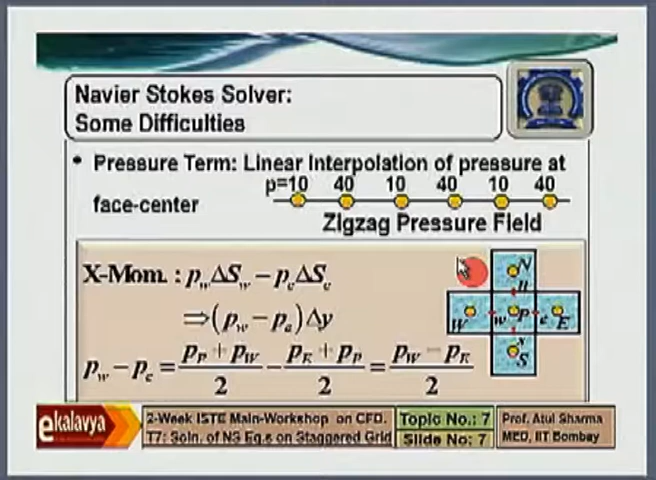 Navier Stokes Solver:
Some Difficulties
• Pressure Term: Linear Interpolation of pressure at
face-center
p=10 40 10 40 10 40
Zigzag Pressure Field
X-Mom. : p_w ΔS_w − p_e ΔS_e
⇒(p_w − p_e)Δy
p_w − p_e = (p_P + p_W)/2 − (p_E + p_P)/2 = (p_W − p_E)/2
N
n
W w P e E
s
S
ekalavya
2-Week ISTE Main-Workshop on CFD.
T7: Soln. of NS Eq.s on Staggered Grid
Topic No.: 7
Slide No: 7
Prof. Atul Sharma
MED, IIT Bombay